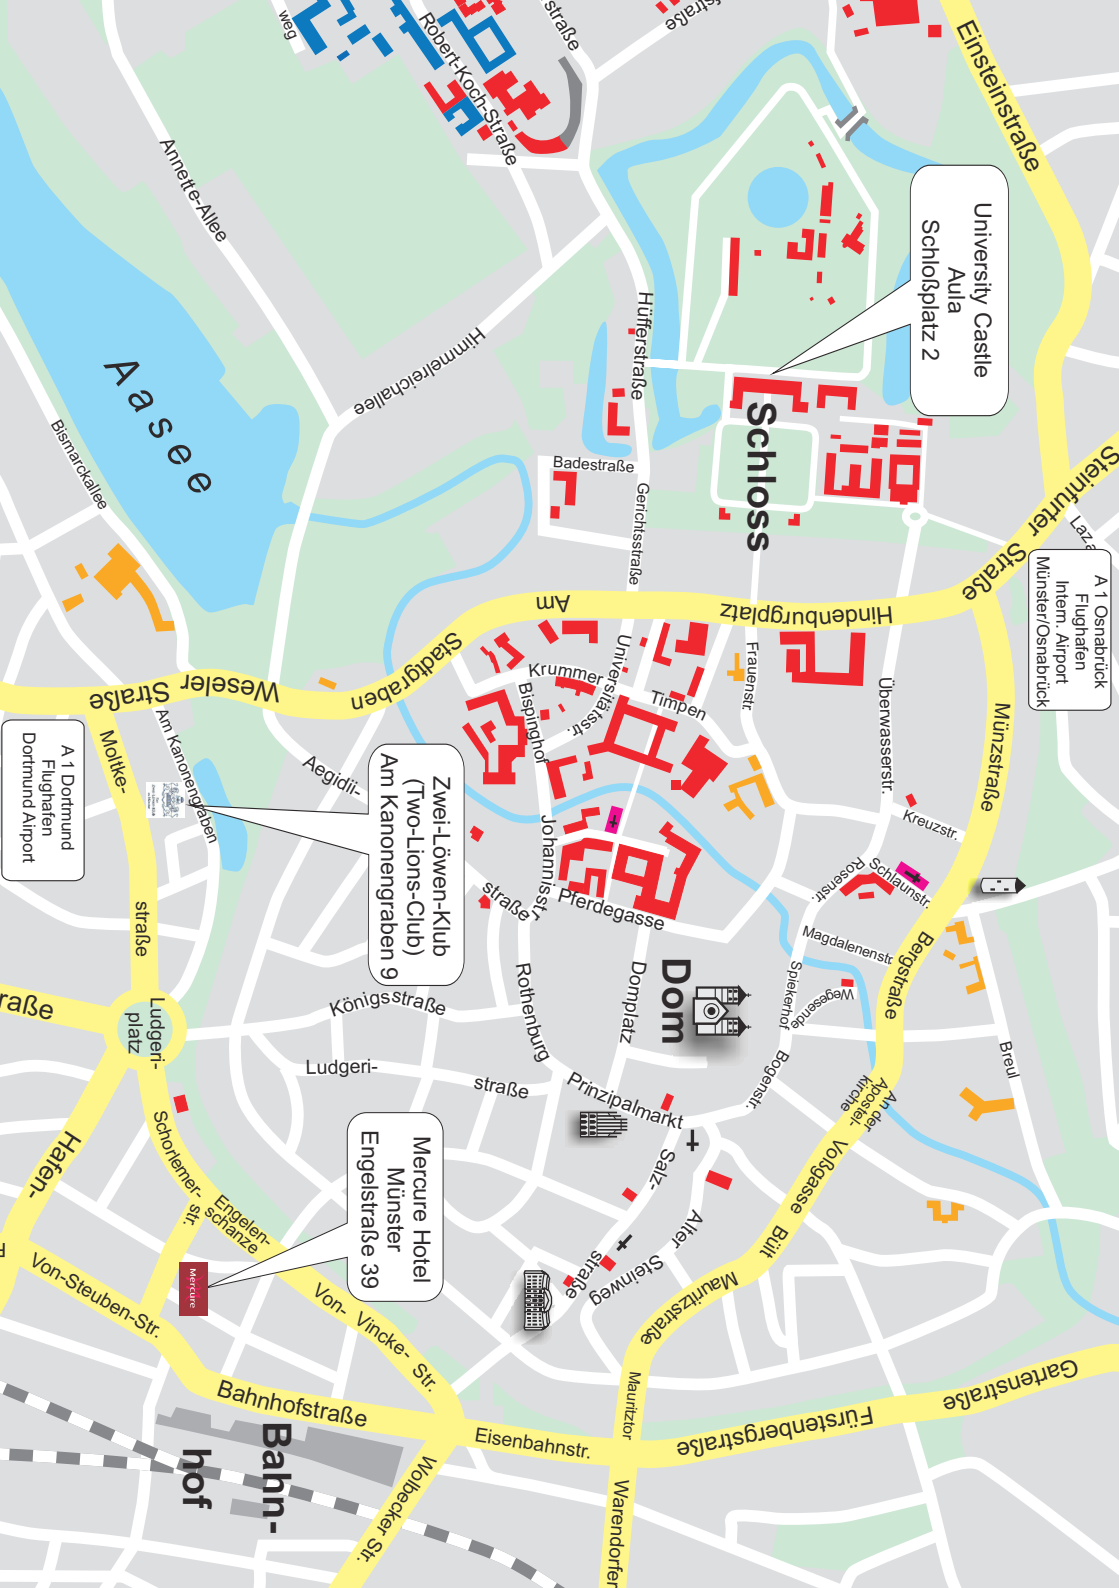 Einsteinstraße
straße
straße
weg
Robert-Koch-Straße
Annette-Allee
University Castle
Aula
Schloßplatz 2
Hüfferstraße
Himmelreichallee
Aasee
Bismarckallee
Schloss
Badestraße
Gerichtsstraße
Steinfurter Straße
A 1 Osnabrück
Flughafen
Intern. Airport
Münster/Osnabrück
Am
Stadtgraben
Hindenburgplatz
Weseler Straße
Universitätsstr.
Krummer
Timpen
Bispinghof
Frauenstr.
Überwasserstr.
Münzstraße
Am Kanonengraben
Moltke-
straße
Aegidii-
straße
A 1 Dortmund
Flughafen
Dortmund Airport
Zwei-Löwen-Klub
(Two-Lions-Club)
Am Kanonengraben 9
Johannisstr.
Pferdegasse
Kreuzstr.
Schlaunstr.
Rosenstr.
Magdalenenstr.
Bergstraße
Spiekerhof
Wegesende
Dom
Domplatz
Rothenburg
Königsstraße
Ludgeri-
platz
Ludgeri-
straße
Prinzipalmarkt
Bogenstr.
An der
Apostel-
kirche
Breul
raße
Hafen-
Schorlemer-
str.
Engelen-
schanze
Mercure Hotel
Münster
Engelstraße 39
Mercure
Salz-
straße
Alter
Steinweg
Voßgasse
Bült
Mauritzstraße
Von-Steuben-Str.
Von- Vincke- Str.
Bahnhofstraße
Bahn-
hof
Eisenbahnstr.
Mauritztor
Fürstenbergstraße
Gartenstraße
Wolbecker Str.
Warendorfer